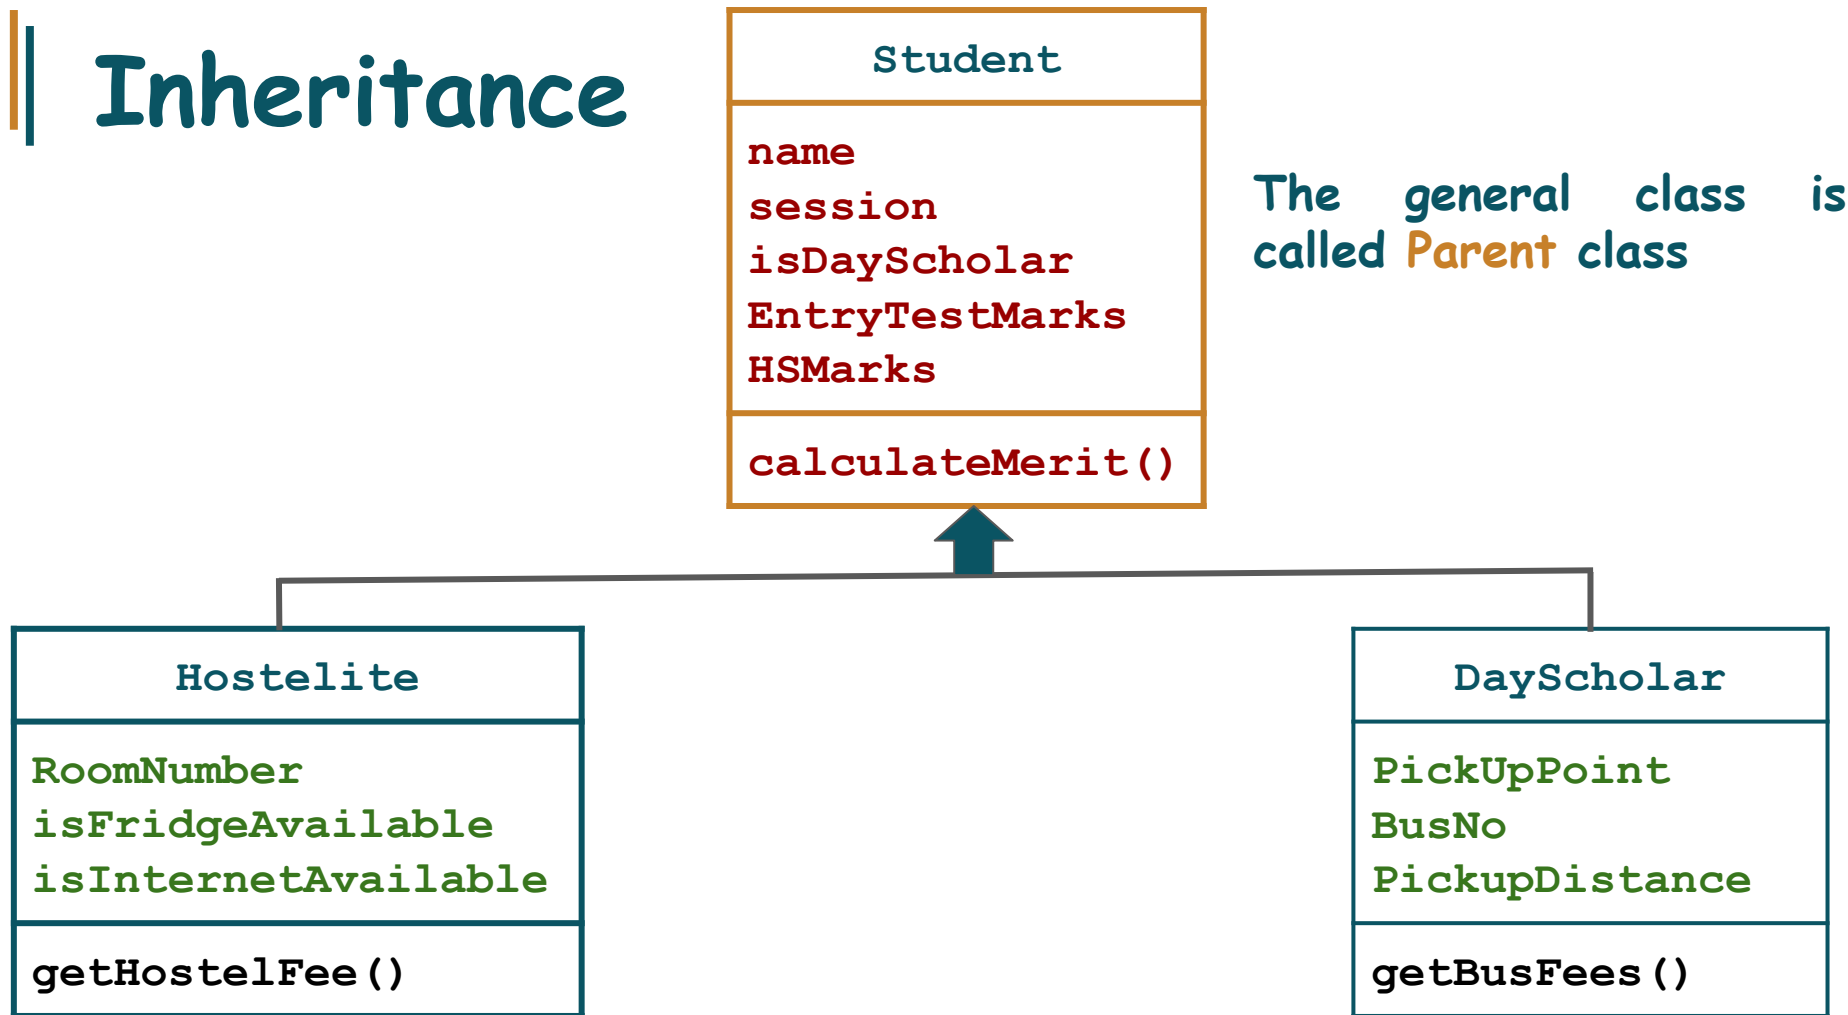 Inheritance
Student
name
session
isDayScholar
EntryTestMarks
HSMarks
calculateMerit()
The general class is
called Parent class
Hostelite
RoomNumber
isFridgeAvailable
isInternetAvailable
getHostelFee()
DayScholar
PickUpPoint
BusNo
PickupDistance
getBusFees()